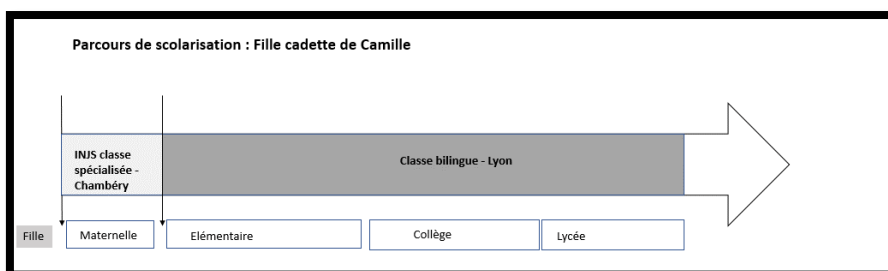 Parcours de scolarisation : Fille cadette de Camille
INJS classe
spécialisée -
Chambéry
Classe bilingue - Lyon
Fille
Maternelle
Elémentaire
Collège
Lycée